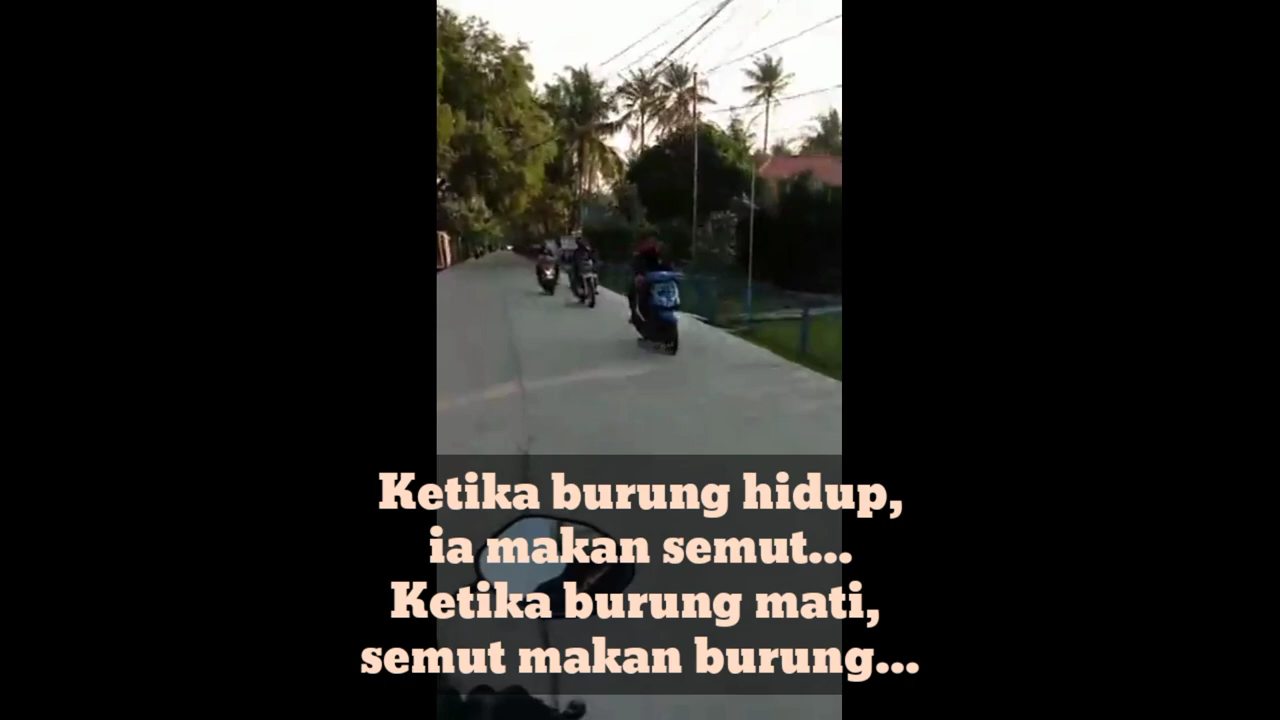 Ketika burung hidup,
ia makan semut...
Ketika burung mati,
semut makan burung...